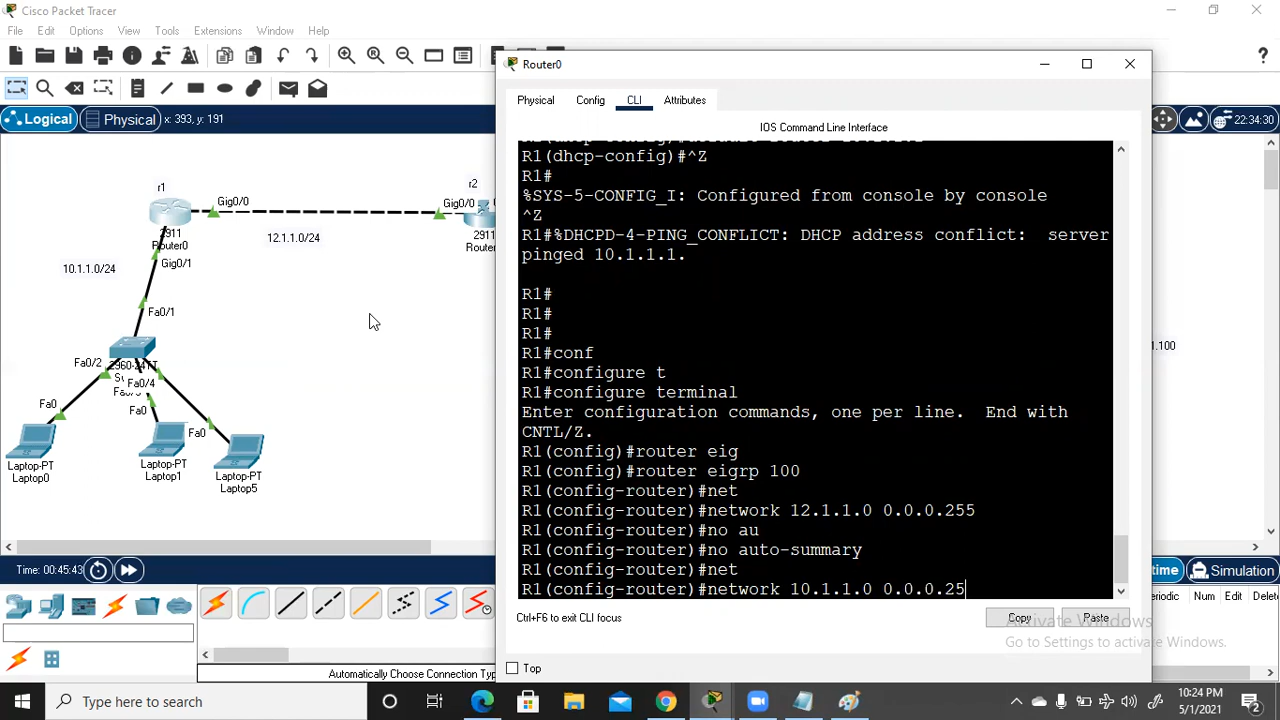 Cisco Packet Tracer
File Edit Options View Tools Extensions Window Help
Logical Physical x: 393, y: 191
22:34:30
r1
Gig0/0
2911
Router0
Gig0/1
10.1.1.0/24
12.1.1.0/24
r2
Gig0/0
2911
Fa0/1
Fa0/2
2960-24TT
Fa0/4
Fa0
Fa0
Fa0
Laptop-PT
Laptop0
Laptop-PT
Laptop1
Laptop-PT
Laptop5
Router0
Physical Config CLI Attributes
IOS Command Line Interface
R1(dhcp-config)#^Z
R1#
%SYS-5-CONFIG_I: Configured from console by console
^Z
R1#%DHCPD-4-PING_CONFLICT: DHCP address conflict: server
pinged 10.1.1.1.
R1#
R1#
R1#
R1#conf
R1#configure t
R1#configure terminal
Enter configuration commands, one per line. End with
CNTL/Z.
R1(config)#router eig
R1(config)#router eigrp 100
R1(config-router)#net
R1(config-router)#network 12.1.1.0 0.0.0.255
R1(config-router)#no au
R1(config-router)#no auto-summary
R1(config-router)#net
R1(config-router)#network 10.1.1.0 0.0.0.25
Ctrl+F6 to exit CLI focus
Copy Paste
Top
1.100
Activate Windows
Go to Settings to activate Windows.
Time: 00:45:43
Simulation
Num Edit
Automatically Choose Connection Typ
Type here to search
10:24 PM
5/1/2021
2